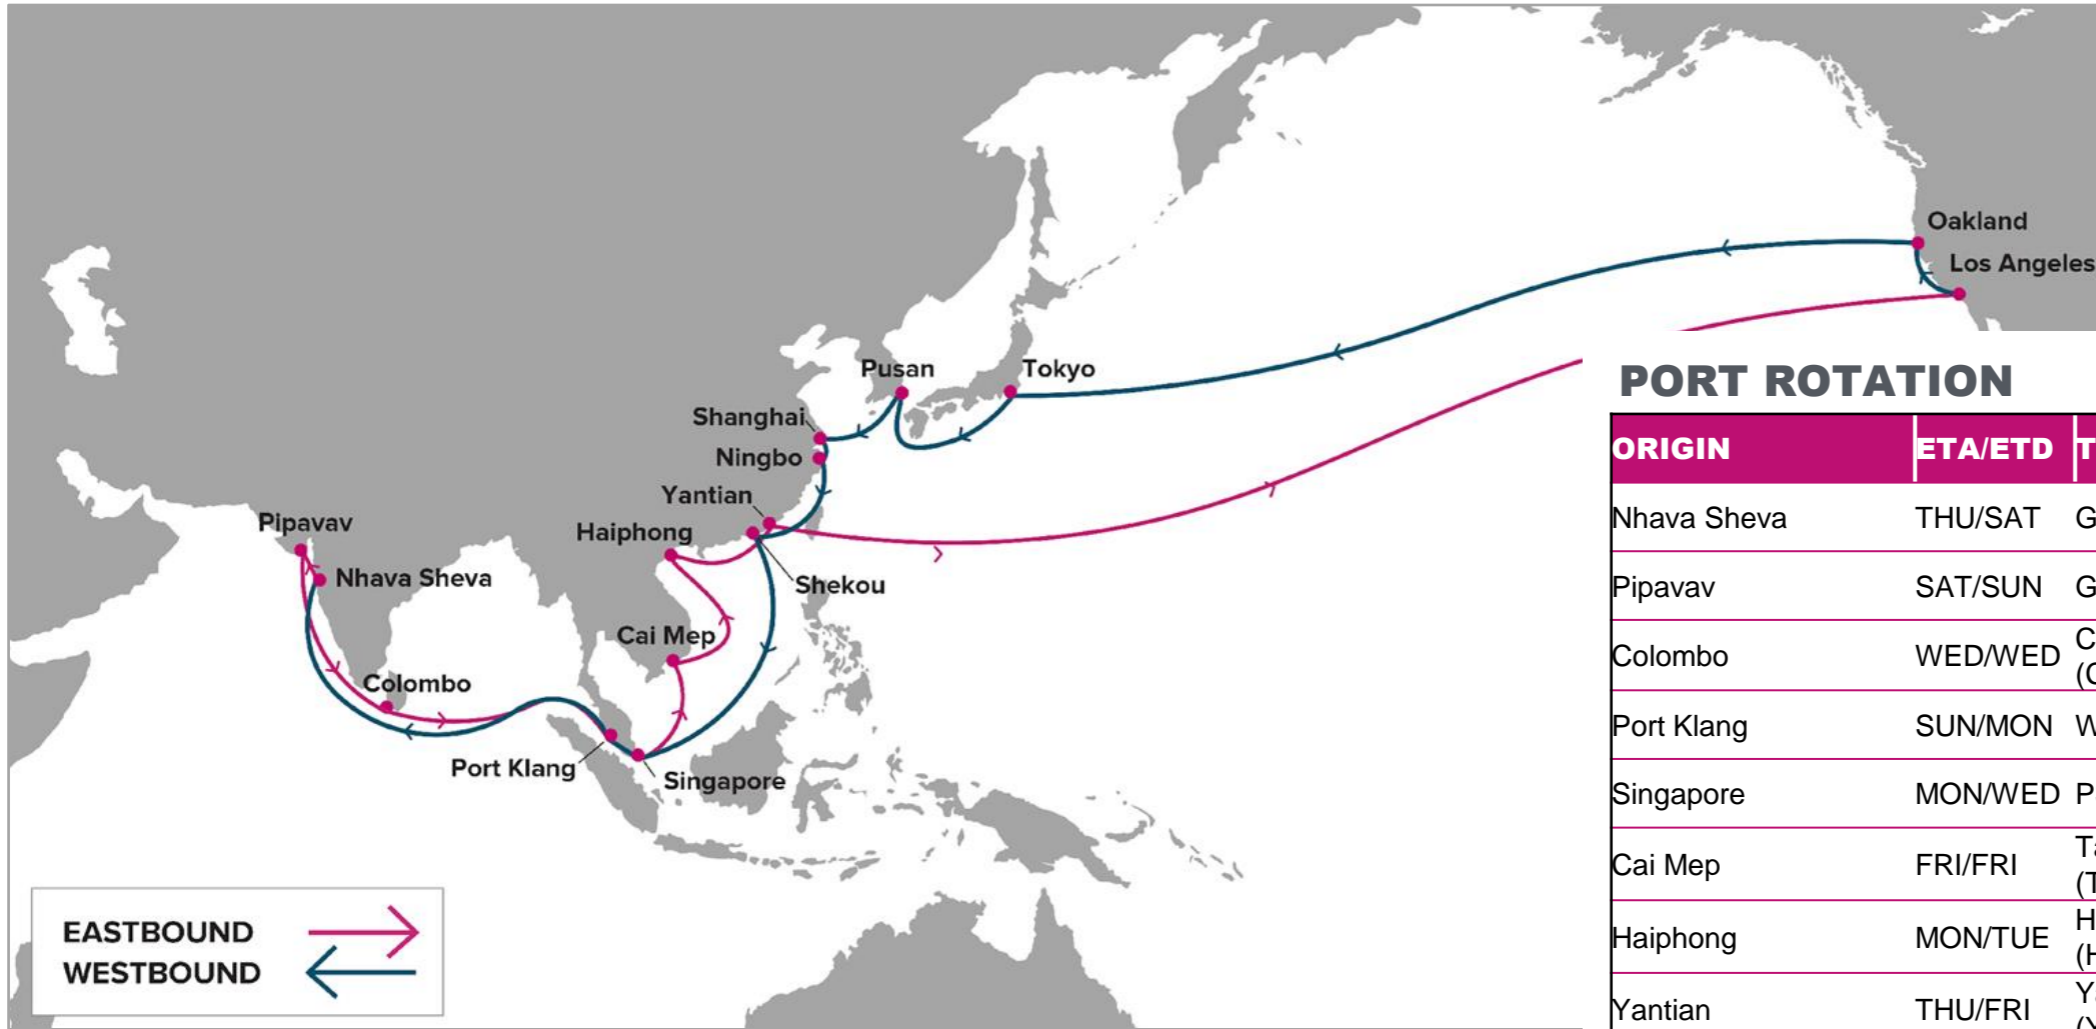 Oakland
Los Angeles
Pusan
Tokyo
Shanghai
Ningbo
Yantian
Haiphong
Pipavav
Nhava Sheva
Shekou
Cai Mep
Colombo
Port Klang
Singapore
EASTBOUND
WESTBOUND
PORT ROTATION
ORIGIN ETA/ETD
Nhava Sheva THU/SAT
Pipavav SAT/SUN
Colombo WED/WED
Port Klang SUN/MON
Singapore MON/WED
Cai Mep FRI/FRI
Haiphong MON/TUE
Yantian THU/FRI